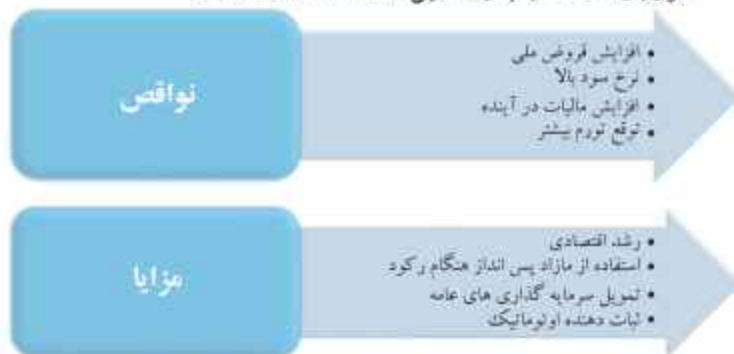 نواقص
• افزایش قروض ملی
• نرخ سود بالا
• افزایش مالیات در آینده
• توقع تورم بیشتر
مزایا
• رشد اقتصادی
• استفاده از مازاد پس انداز هنگام رکود
• تمویل سرمایه گذاری های عامه
• ثبات دهنده اوتوماتیک